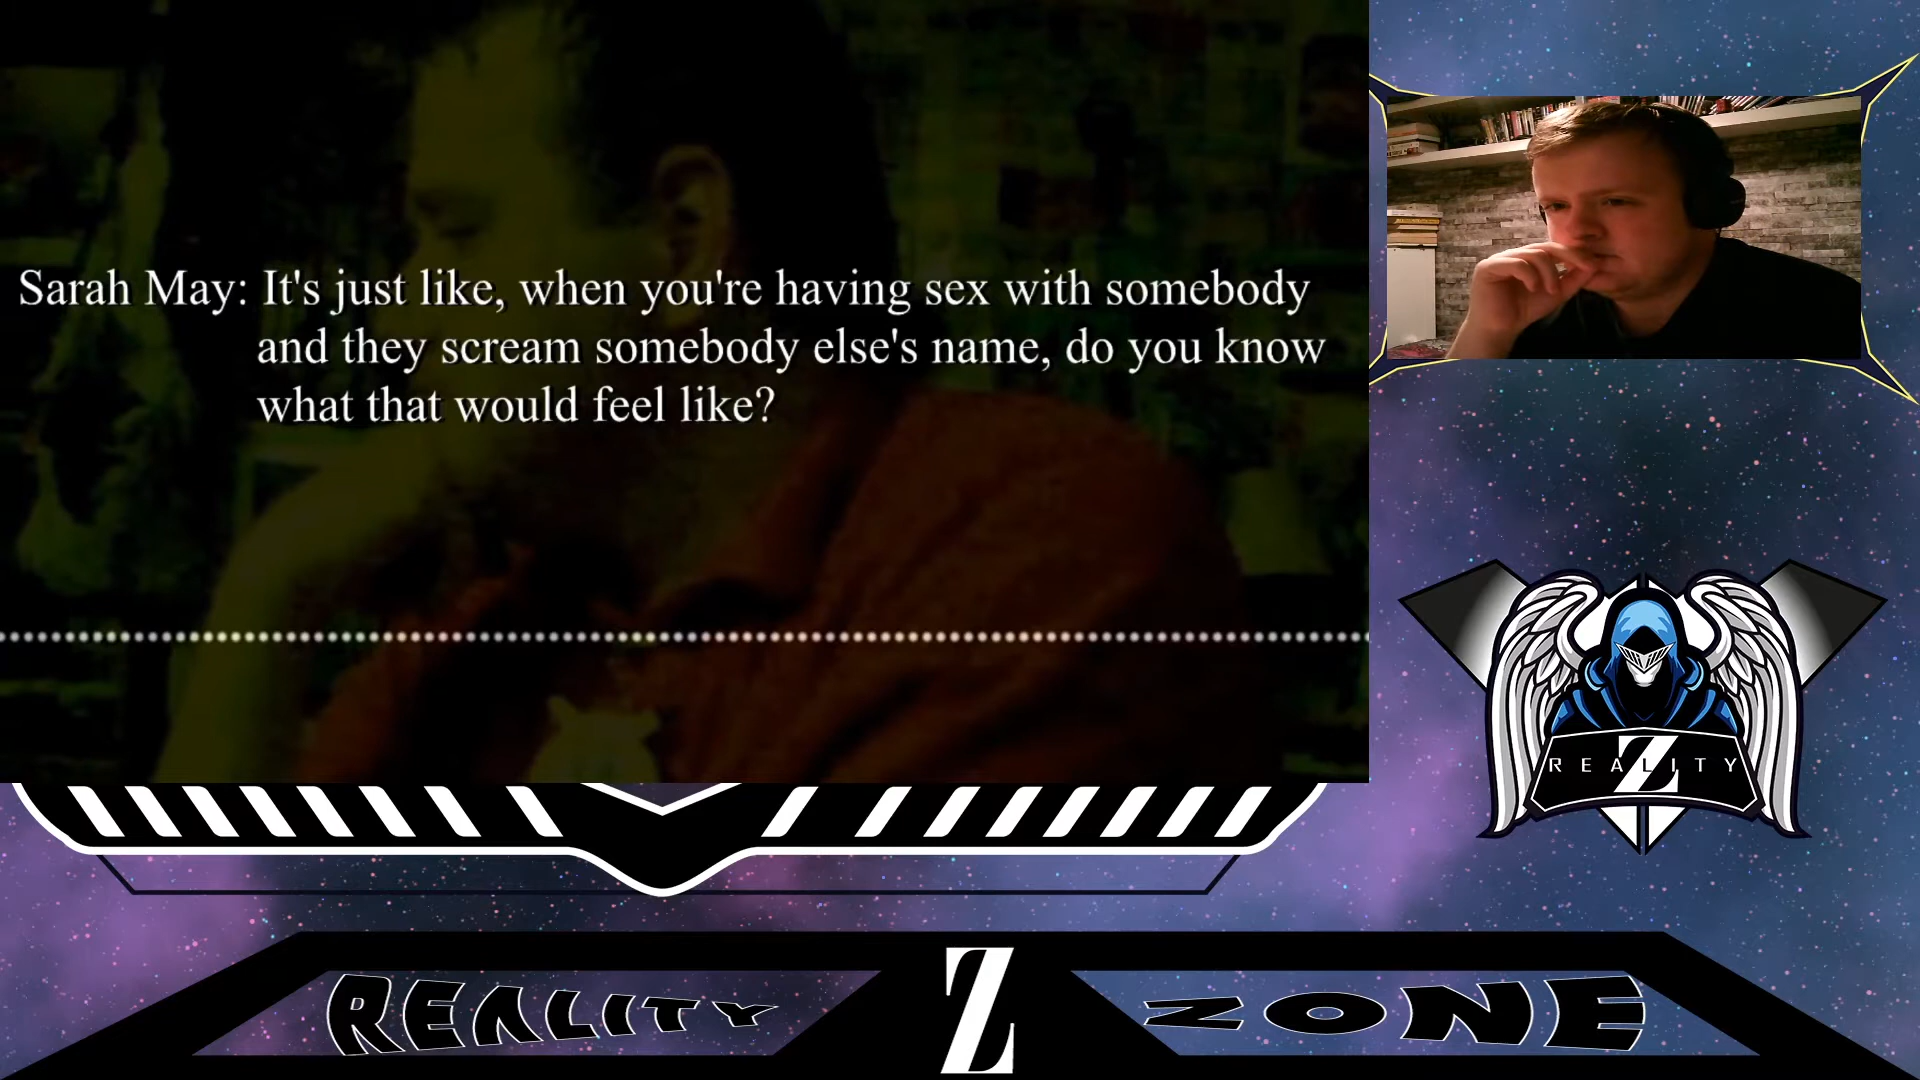 Sarah May: It's just like, when you're having sex with somebody
and they scream somebody else's name, do you know
what that would feel like?
Z
REALITY
REALITY
Z
ZONE